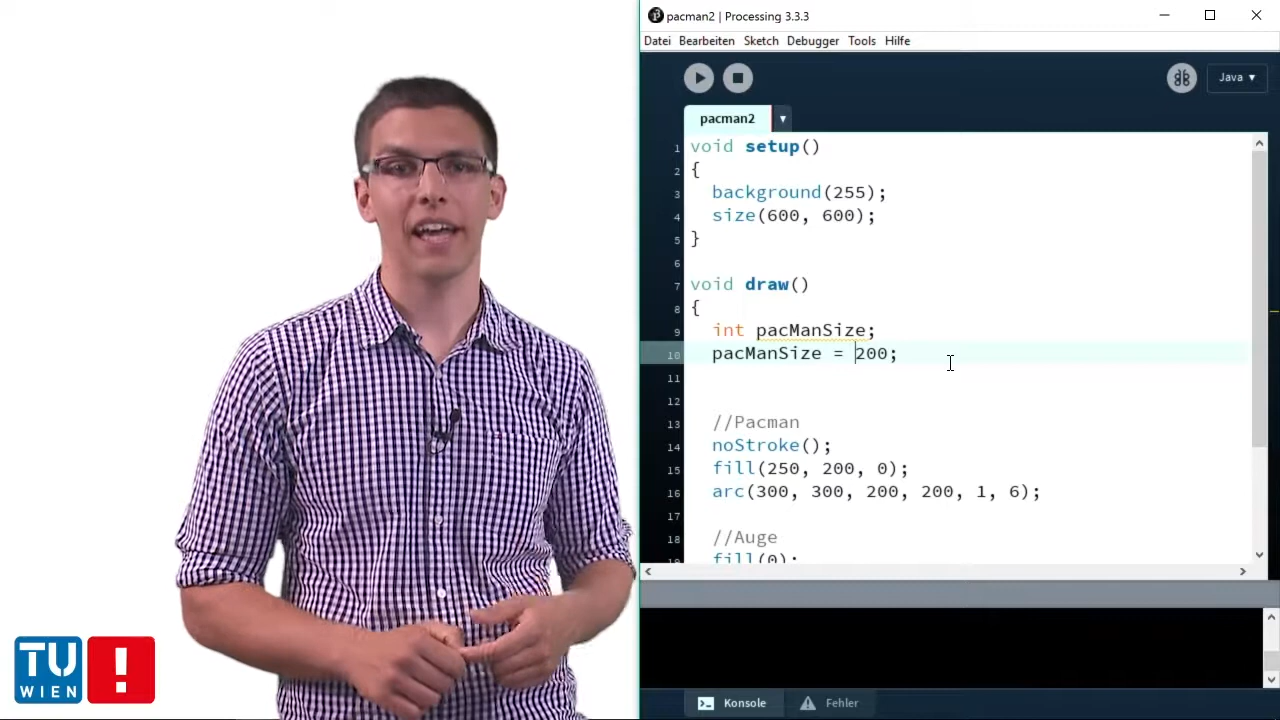 pacman2 | Processing 3.3.3
Datei Bearbeiten Sketch Debugger Tools Hilfe
Java ▾
pacman2 ▾
1 void setup()
2 {
3 background(255);
4 size(600, 600);
5 }
6
7 void draw()
8 {
9 int pacManSize;
10 pacManSize = 200;
11
12
13 //Pacman
14 noStroke();
15 fill(250, 200, 0);
16 arc(300, 300, 200, 200, 1, 6);
17
18 //Auge
19 fill(0);
Konsole Fehler
TU
WIEN
!